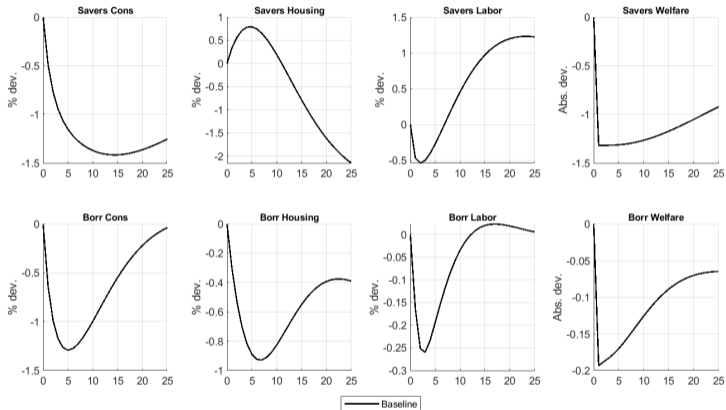 Savers Cons
% dev.
0
-0.5
-1
-1.5
0 5 10 15 20 25
Savers Housing
% dev.
1
0.5
0
-0.5
-1
-1.5
-2
0 5 10 15 20 25
Savers Labor
% dev.
1.5
1
0.5
0
-0.5
0 5 10 15 20 25
Savers Welfare
Abs. dev.
0
-0.5
-1
-1.5
0 5 10 15 20 25
Borr Cons
% dev.
0
-0.5
-1
-1.5
0 5 10 15 20 25
Borr Housing
% dev.
0
-0.2
-0.4
-0.6
-0.8
-1
0 5 10 15 20 25
Borr Labor
% dev.
0
-0.05
-0.1
-0.15
-0.2
-0.25
-0.3
0 5 10 15 20 25
Borr Welfare
Abs. dev.
0
-0.05
-0.1
-0.15
-0.2
0 5 10 15 20 25
Baseline